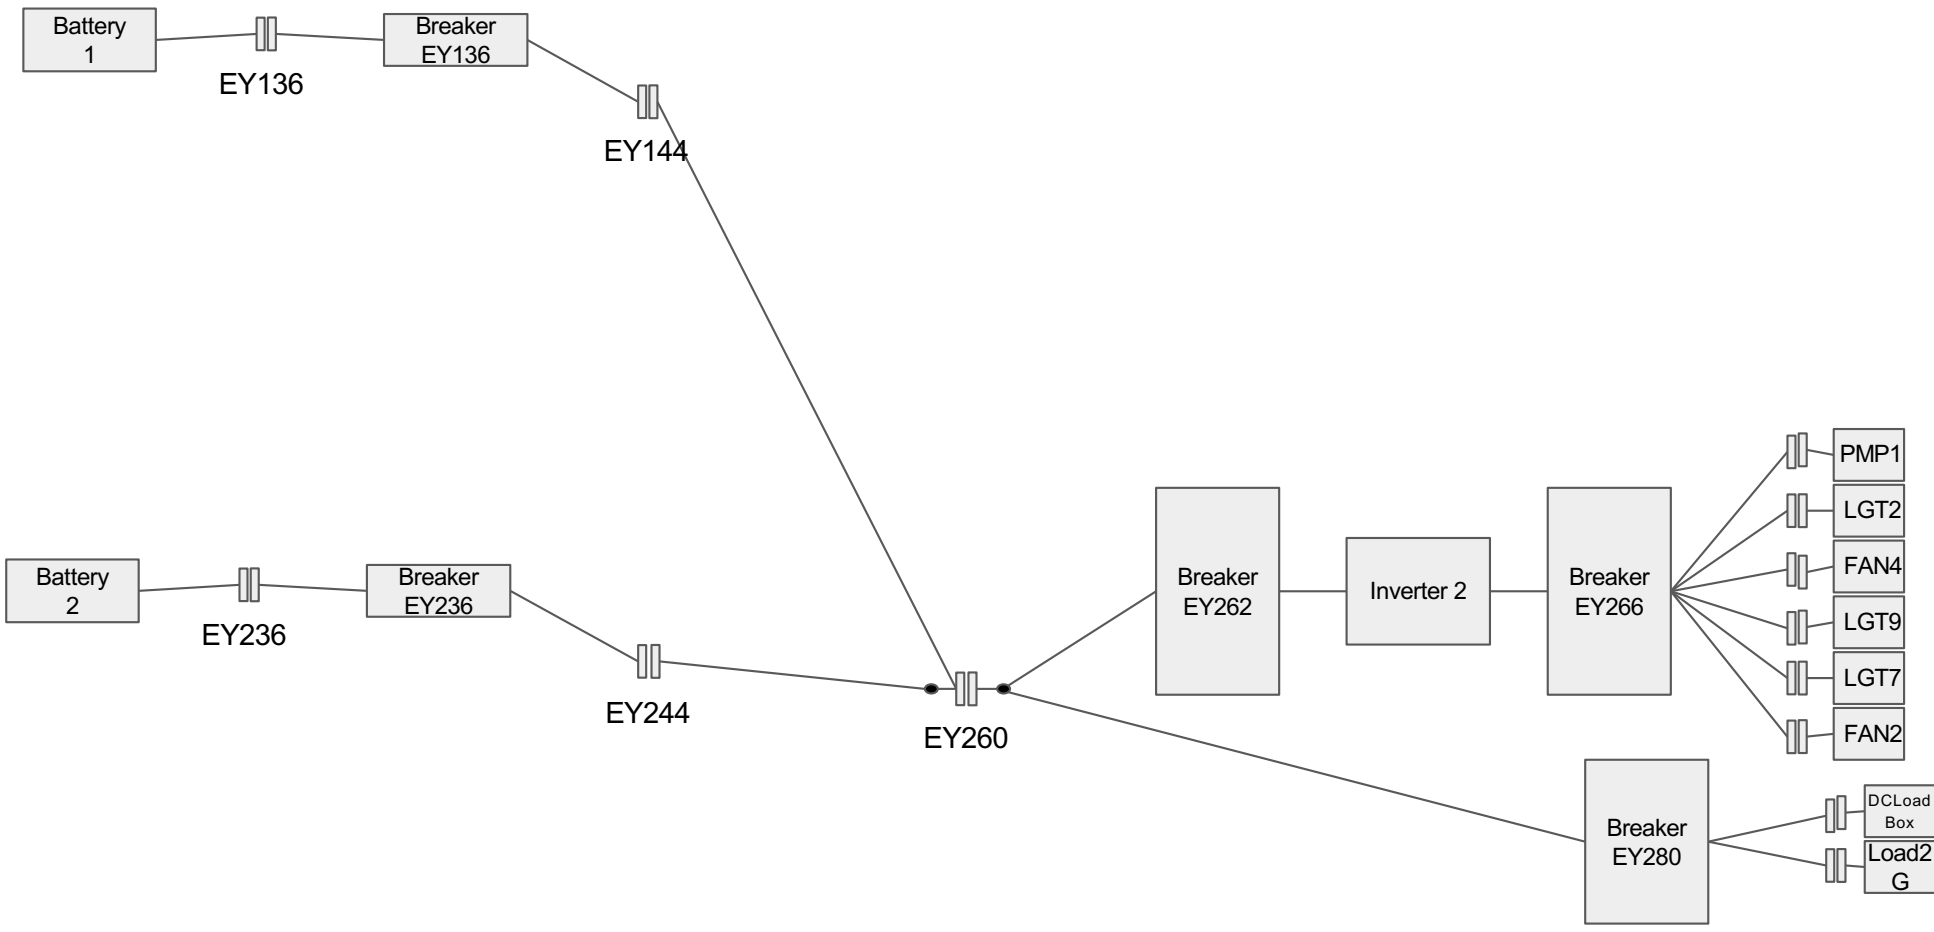 Battery
1
EY136
Breaker
EY136
EY144
Battery
2
EY236
Breaker
EY236
EY244
EY260
Breaker
EY262
Inverter 2
Breaker
EY266
PMP1
LGT2
FAN4
LGT9
LGT7
FAN2
Breaker
EY280
DCLoad
Box
Load2
G